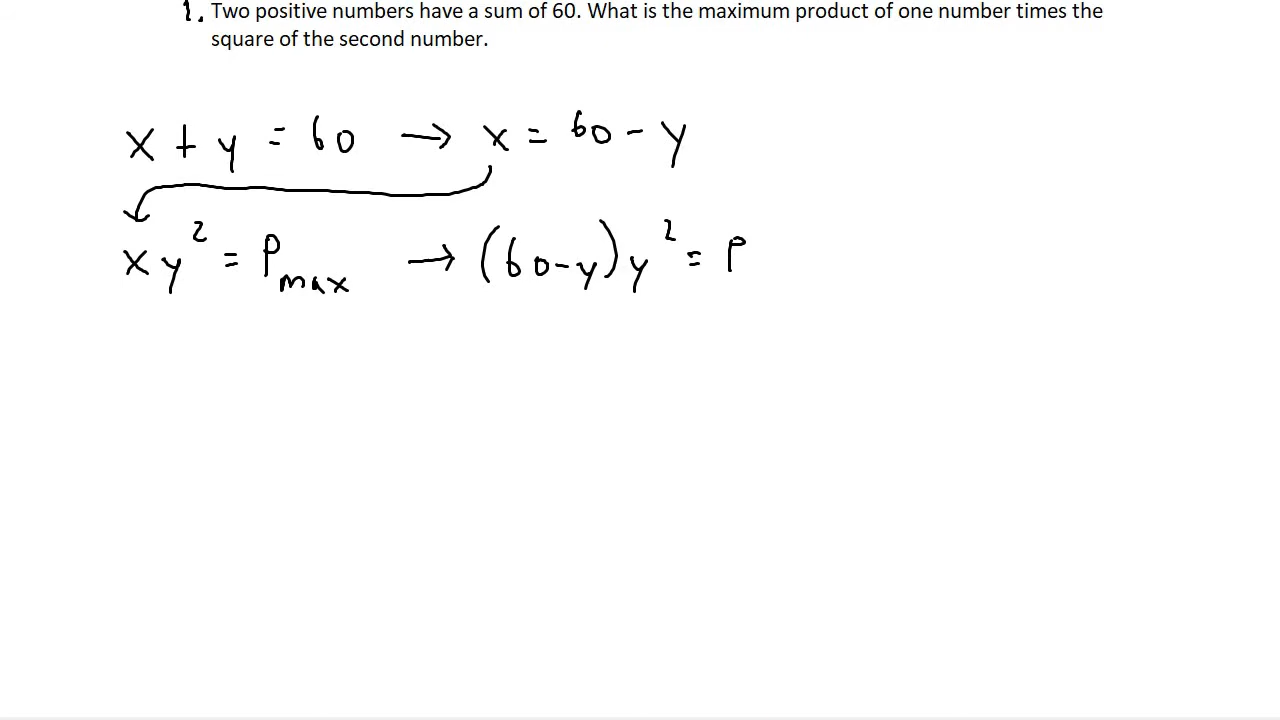 1. Two positive numbers have a sum of 60. What is the maximum product of one number times the
square of the second number.
x + y = 60 → x = 60 - y
xy² = Pmax → (60-y)y² = P